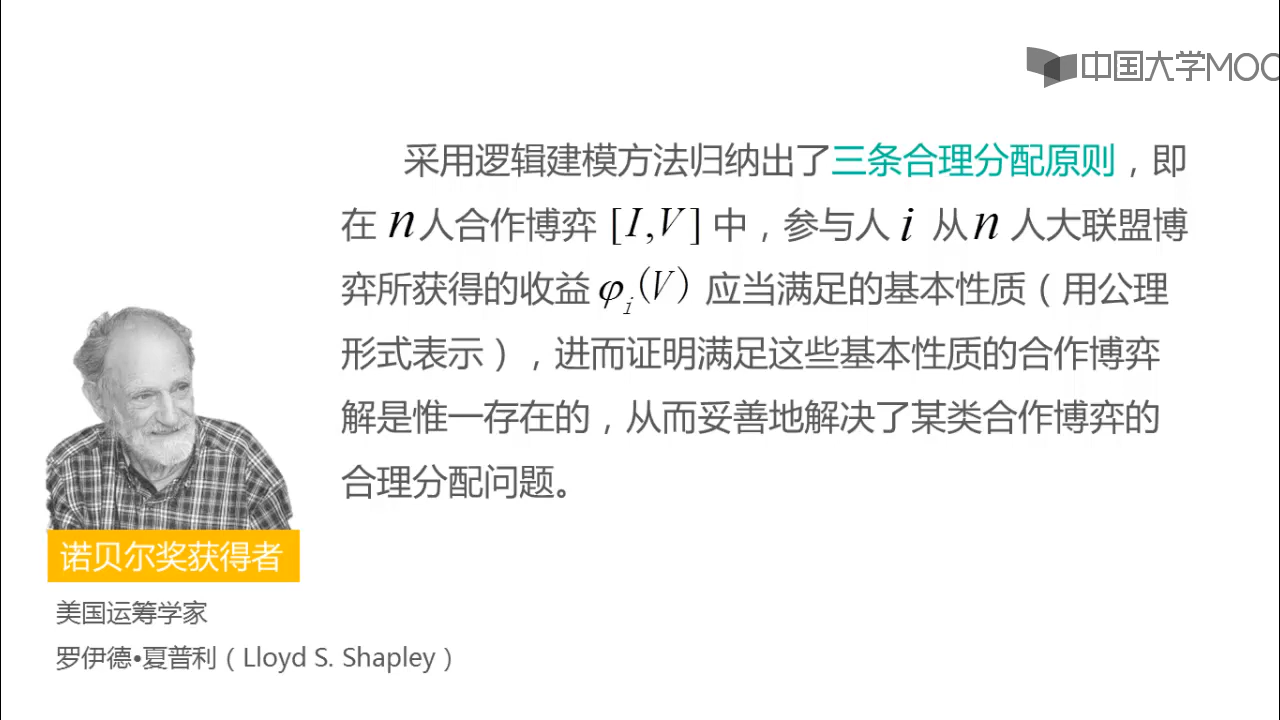 中国大学MOOC
采用逻辑建模方法归纳出了三条合理分配原则，即
在 n 人合作博弈 [I,V] 中，参与人 i 从 n 人大联盟博
弈所获得的收益 φi(V) 应当满足的基本性质（用公理
形式表示），进而证明满足这些基本性质的合作博弈
解是惟一存在的，从而妥善地解决了某类合作博弈的
合理分配问题。
诺贝尔奖获得者
美国运筹学家
罗伊德•夏普利（Lloyd S. Shapley）